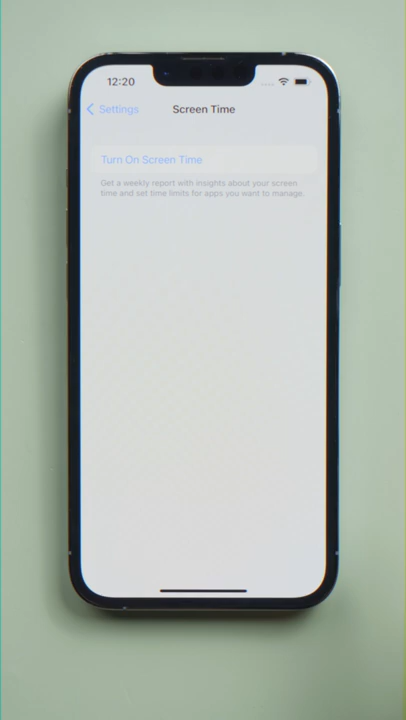 12:20
Settings
Screen Time
Turn On Screen Time
Get a weekly report with insights about your screen
time and set time limits for apps you want to manage.